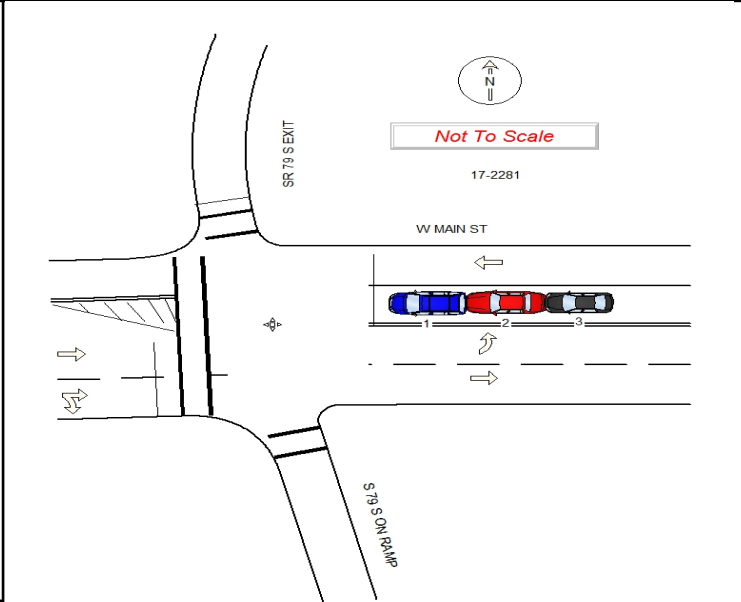 N
Not To Scale
17-2281
SR 79 S EXIT
W MAIN ST
1 2 3
S 79 S ON RAMP